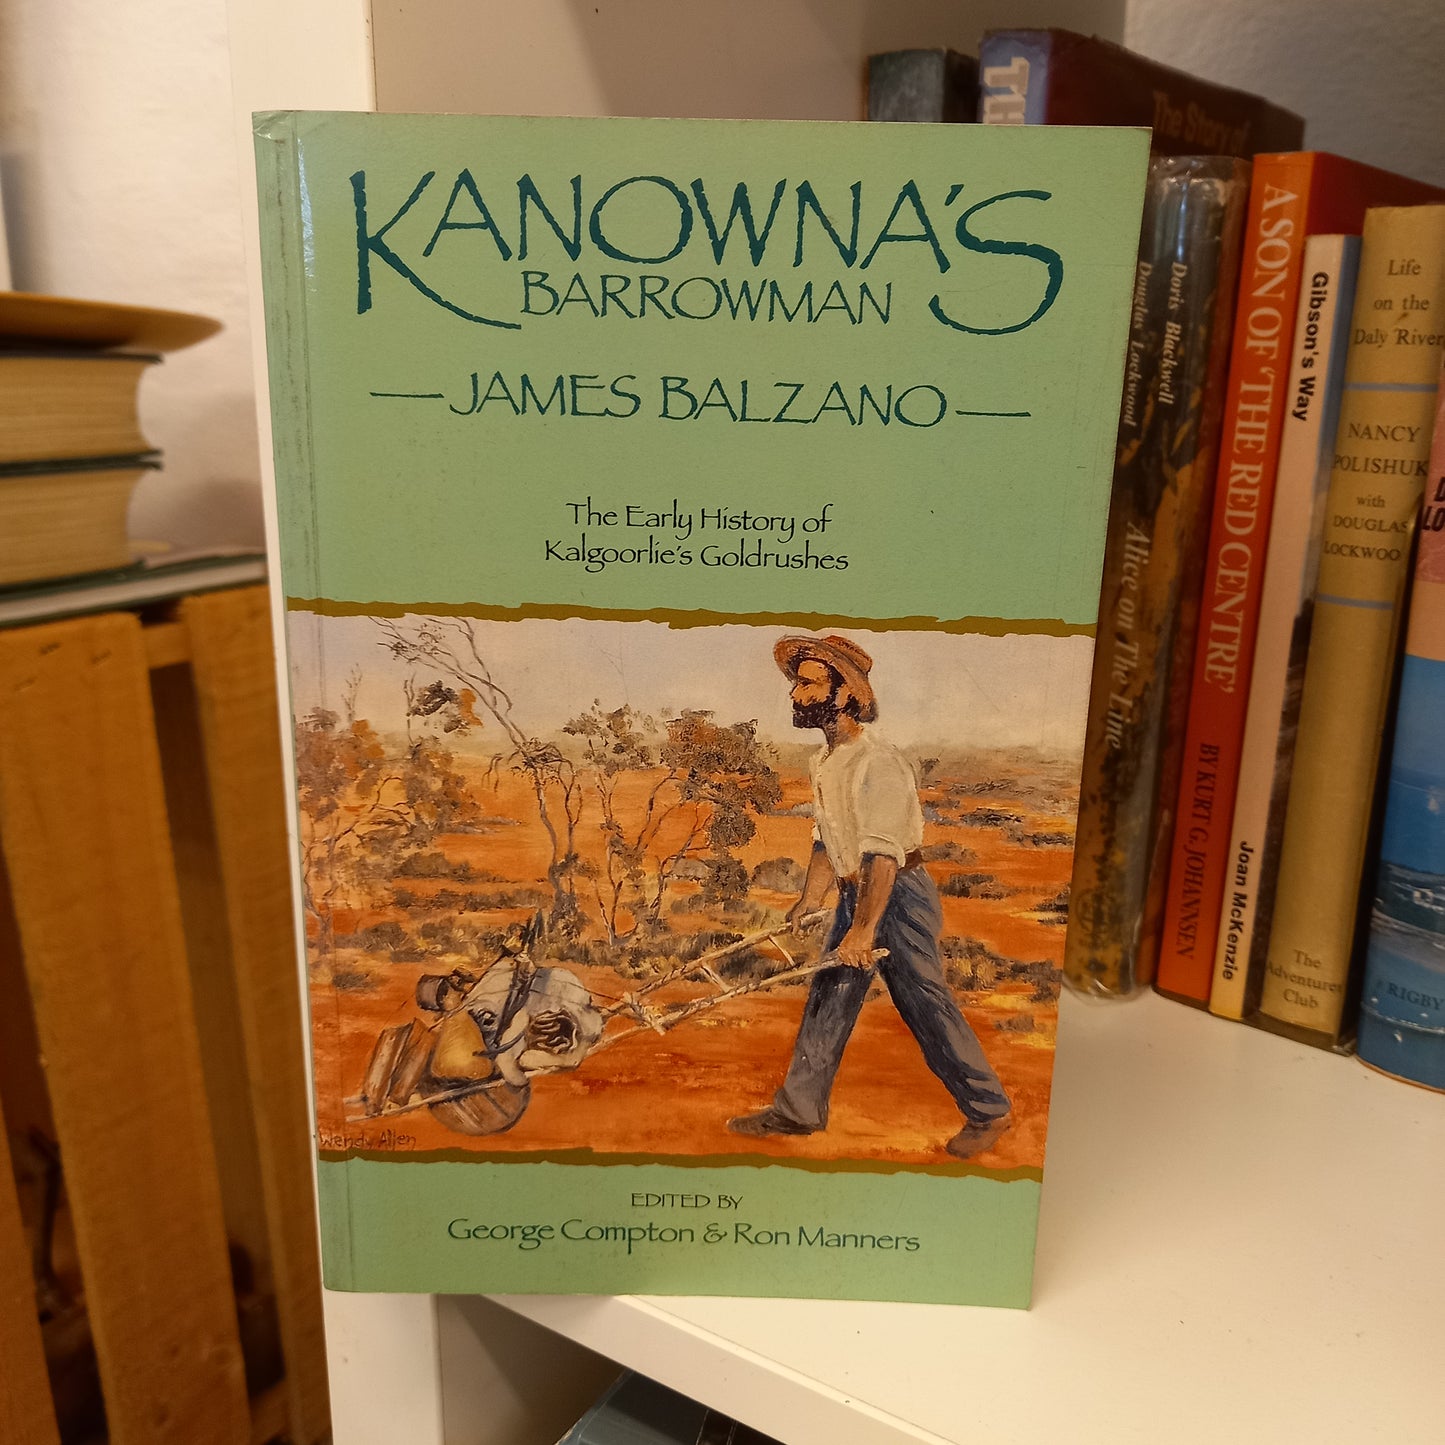 KANOWNA'S
BARROWMAN
— JAMES BALZANO —
The Early History of
Kalgoorlie's Goldrushes
Wendy Allen
EDITED BY
George Compton & Ron Manners
The Story of
Doris Blackwell
Douglas Lockwood
Alice on The Line
A SON OF 'THE RED CENTRE'
BY KURT G. JOHANNSEN
Gibson's Way
Joan McKenzie
Life
on the
Daly River
NANCY
POLISHUK
with
DOUGLAS
LOCKWOO
The
Adventurers
Club
RIGBY